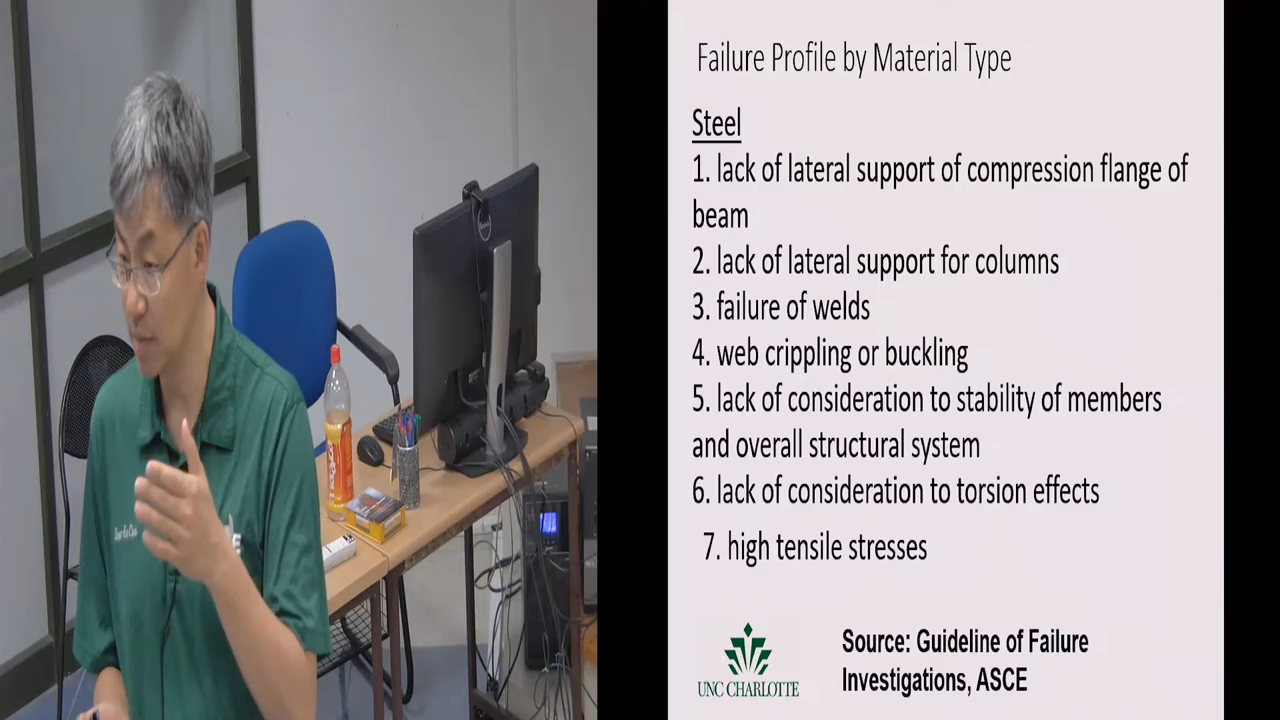 Failure Profile by Material Type
Steel
1. lack of lateral support of compression flange of
beam
2. lack of lateral support for columns
3. failure of welds
4. web crippling or buckling
5. lack of consideration to stability of members
and overall structural system
6. lack of consideration to torsion effects
7. high tensile stresses
UNC CHARLOTTE
Source: Guideline of Failure
Investigations, ASCE